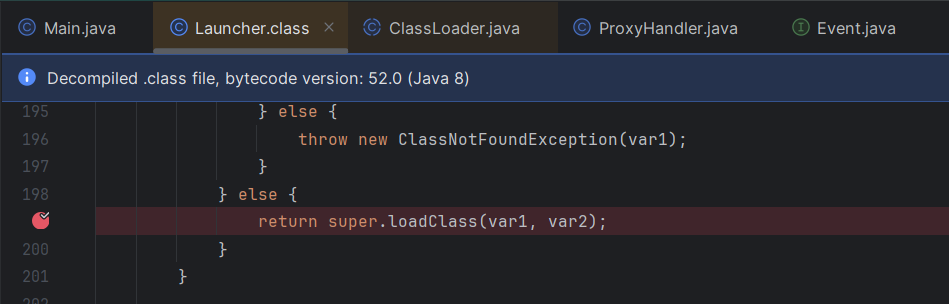 Main.java Launcher.class ClassLoader.java ProxyHandler.java Event.java
Decompiled .class file, bytecode version: 52.0 (Java 8)
195 } else {
196 throw new ClassNotFoundException(var1);
197 }
198 } else {
return super.loadClass(var1, var2);
200 }
201 }